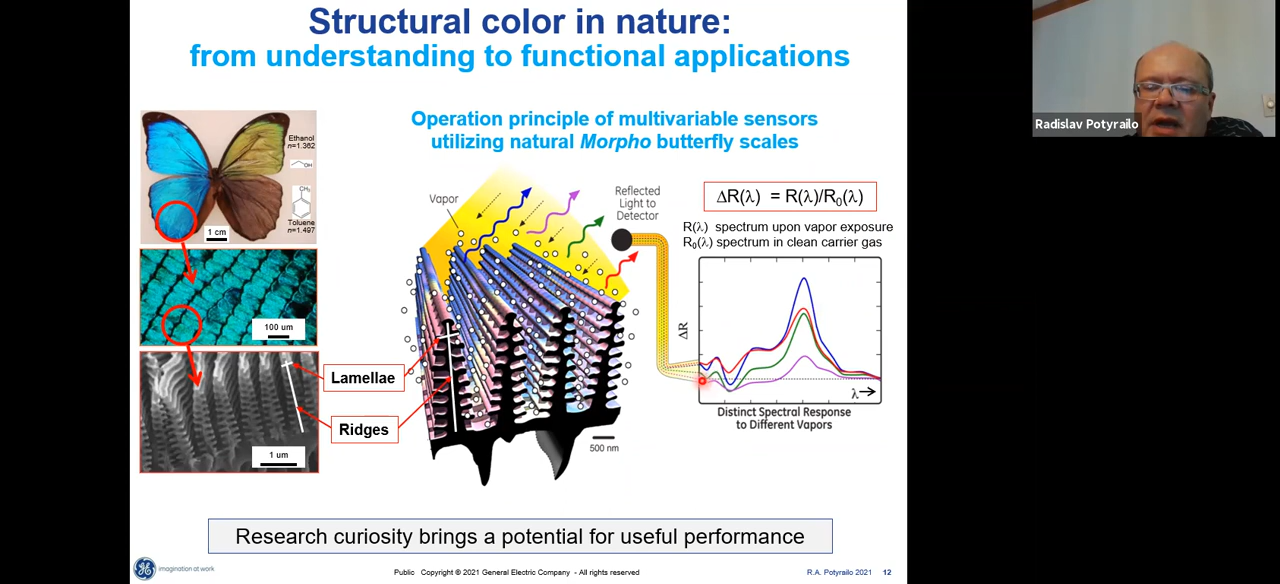 Structural color in nature:
from understanding to functional applications
Radislav Potyrailo
Operation principle of multivariable sensors
utilizing natural Morpho butterfly scales
Ethanol
n=1.362
OH
CH3
Toluene
n=1.497
1 cm
100 um
1 um
Lamellae
Ridges
Vapor
Reflected
Light to
Detector
500 nm
ΔR(λ) = R(λ)/R0(λ)
R(λ) spectrum upon vapor exposure
R0(λ) spectrum in clean carrier gas
ΔR
λ→
Distinct Spectral Response
to Different Vapors
Research curiosity brings a potential for useful performance
imagination at work
Public Copyright © 2021 General Electric Company - All rights reserved
R.A. Potyrailo 2021 12